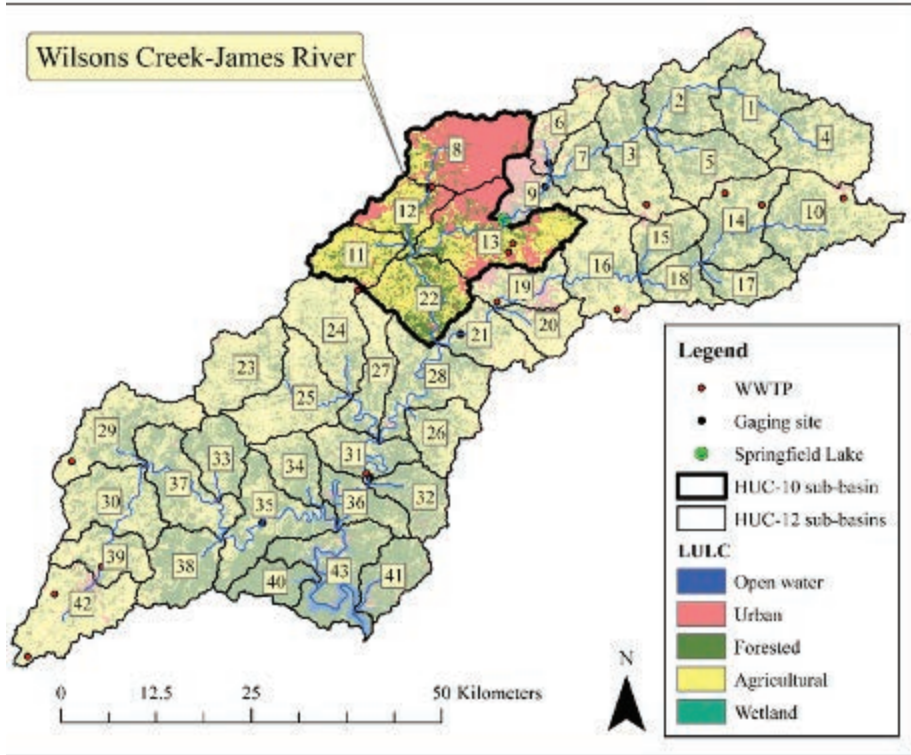 Wilsons Creek-James River
1
2
3
4
5
6
7
8
9
10
11
12
13
14
15
16
17
18
19
20
21
22
23
24
25
26
27
28
29
30
31
32
33
34
35
36
37
38
39
40
41
42
43
Legend
WWTP
Gaging site
Springfield Lake
HUC-10 sub-basin
HUC-12 sub-basins
LULC
Open water
Urban
Forested
Agricultural
Wetland
N
0 12.5 25 50 Kilometers